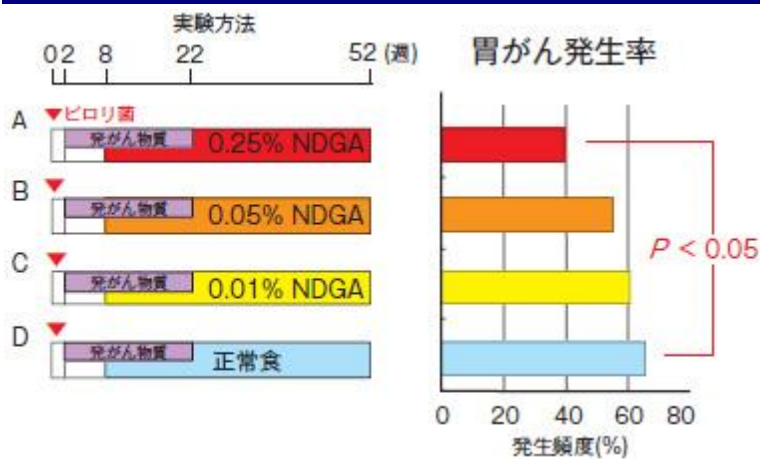 実験方法
0 2 8 22 52 (週)
胃がん発生率
A ▼ピロリ菌
発がん物質 0.25% NDGA
B ▼
発がん物質 0.05% NDGA
C ▼
発がん物質 0.01% NDGA
D ▼
発がん物質 正常食
P < 0.05
0 20 40 60 80
発生頻度(%)